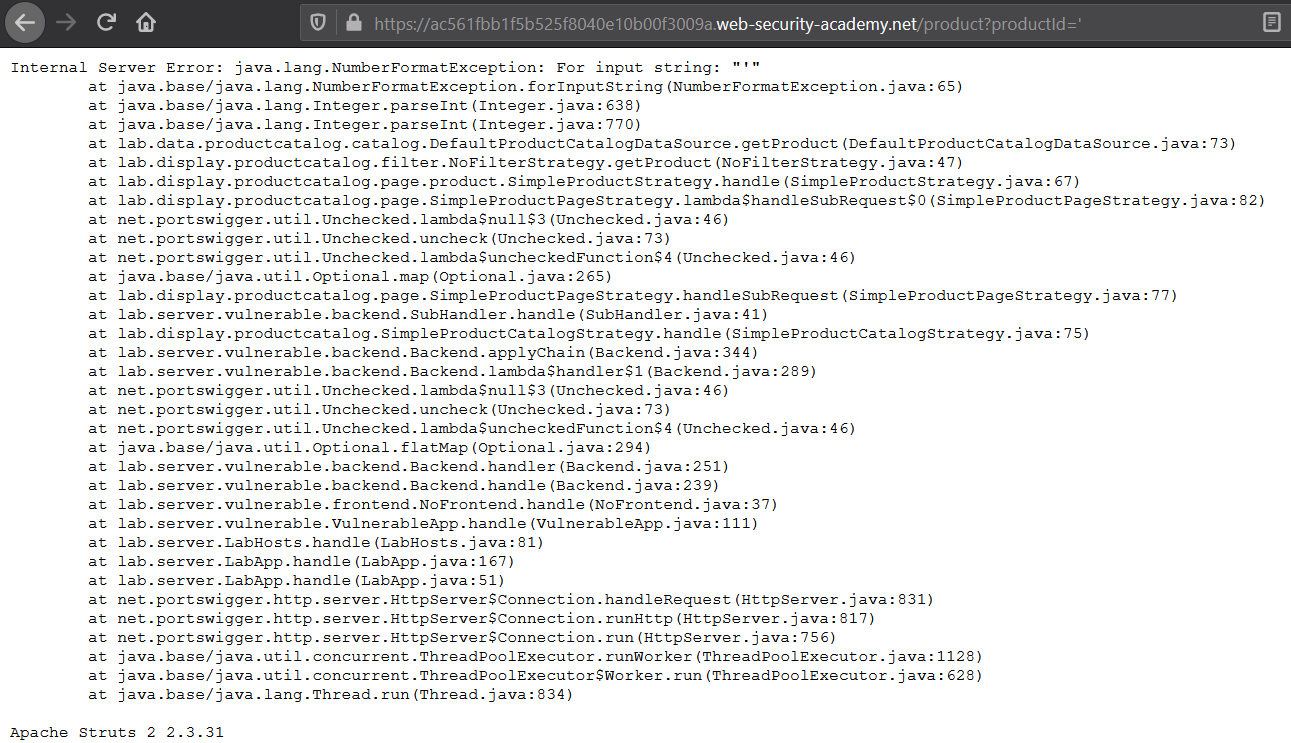 https://ac561fbb1f5b525f8040e10b00f3009a.web-security-academy.net/product?productId='
Internal Server Error: java.lang.NumberFormatException: For input string: "'"
at java.base/java.lang.NumberFormatException.forInputString(NumberFormatException.java:65)
at java.base/java.lang.Integer.parseInt(Integer.java:638)
at java.base/java.lang.Integer.parseInt(Integer.java:770)
at lab.data.productcatalog.catalog.DefaultProductCatalogDataSource.getProduct(DefaultProductCatalogDataSource.java:73)
at lab.display.productcatalog.filter.NoFilterStrategy.getProduct(NoFilterStrategy.java:47)
at lab.display.productcatalog.page.product.SimpleProductStrategy.handle(SimpleProductStrategy.java:67)
at lab.display.productcatalog.page.SimpleProductPageStrategy.lambda$handleSubRequest$0(SimpleProductPageStrategy.java:82)
at net.portswigger.util.Unchecked.lambda$null$3(Unchecked.java:46)
at net.portswigger.util.Unchecked.uncheck(Unchecked.java:73)
at net.portswigger.util.Unchecked.lambda$uncheckedFunction$4(Unchecked.java:46)
at java.base/java.util.Optional.map(Optional.java:265)
at lab.display.productcatalog.page.SimpleProductPageStrategy.handleSubRequest(SimpleProductPageStrategy.java:77)
at lab.server.vulnerable.backend.SubHandler.handle(SubHandler.java:41)
at lab.display.productcatalog.SimpleProductCatalogStrategy.handle(SimpleProductCatalogStrategy.java:75)
at lab.server.vulnerable.backend.Backend.applyChain(Backend.java:344)
at lab.server.vulnerable.backend.Backend.lambda$handler$1(Backend.java:289)
at net.portswigger.util.Unchecked.lambda$null$3(Unchecked.java:46)
at net.portswigger.util.Unchecked.uncheck(Unchecked.java:73)
at net.portswigger.util.Unchecked.lambda$uncheckedFunction$4(Unchecked.java:46)
at java.base/java.util.Optional.flatMap(Optional.java:294)
at lab.server.vulnerable.backend.Backend.handler(Backend.java:251)
at lab.server.vulnerable.backend.Backend.handle(Backend.java:239)
at lab.server.vulnerable.frontend.NoFrontend.handle(NoFrontend.java:37)
at lab.server.vulnerable.VulnerableApp.handle(VulnerableApp.java:111)
at lab.server.LabHosts.handle(LabHosts.java:81)
at lab.server.LabApp.handle(LabApp.java:167)
at lab.server.LabApp.handle(LabApp.java:51)
at net.portswigger.http.server.HttpServer$Connection.handleRequest(HttpServer.java:831)
at net.portswigger.http.server.HttpServer$Connection.runHttp(HttpServer.java:817)
at net.portswigger.http.server.HttpServer$Connection.run(HttpServer.java:756)
at java.base/java.util.concurrent.ThreadPoolExecutor.runWorker(ThreadPoolExecutor.java:1128)
at java.base/java.util.concurrent.ThreadPoolExecutor$Worker.run(ThreadPoolExecutor.java:628)
at java.base/java.lang.Thread.run(Thread.java:834)
Apache Struts 2 2.3.31